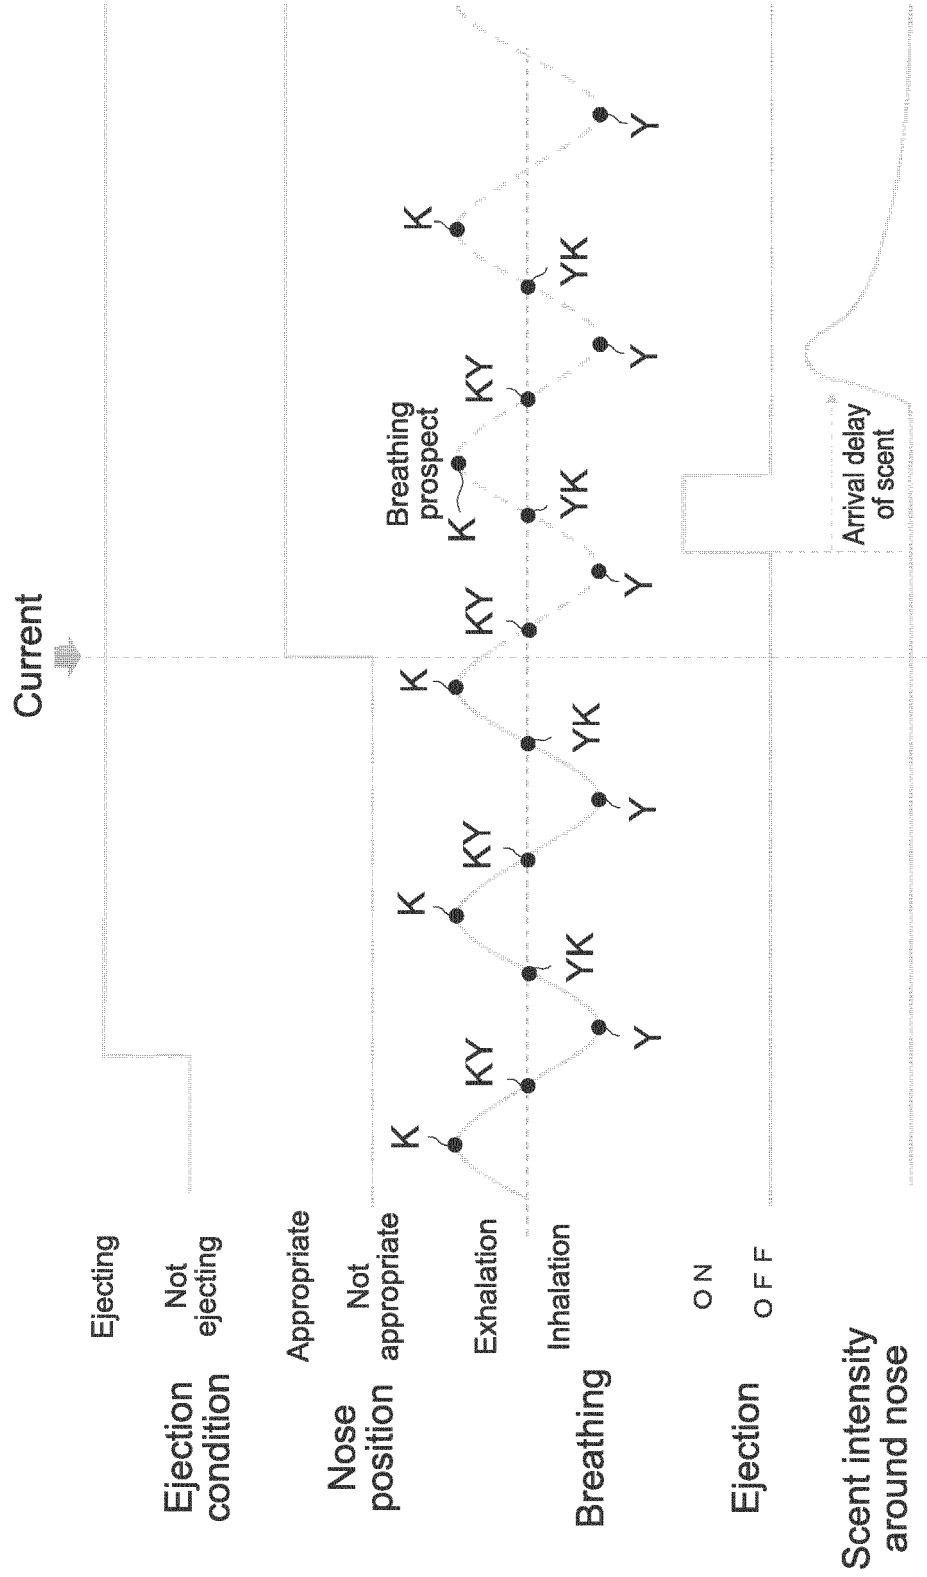 Current
Ejecting
Ejection
condition
Not
ejecting
Appropriate
Nose
position
Not
appropriate
Breathing
prospect
K
K
K
K
K
KY
KY
KY
KY
Exhalation
Inhalation
Breathing
YK
YK
YK
YK
Y
Y
Y
Y
Y
ON
Ejection
OFF
Arrival delay
of scent
Scent intensity
around nose